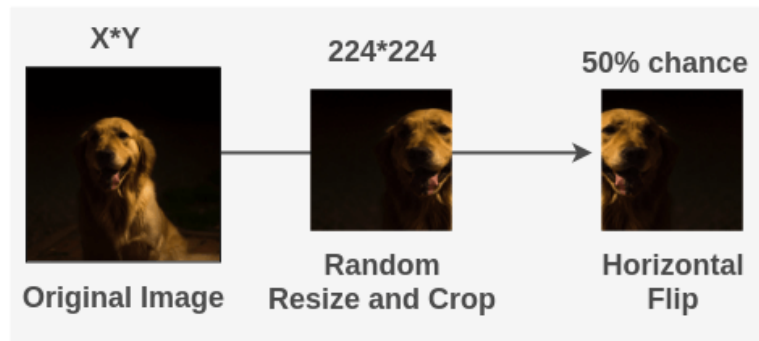 X*Y
224*224
50% chance
Original Image
Random
Resize and Crop
Horizontal
Flip